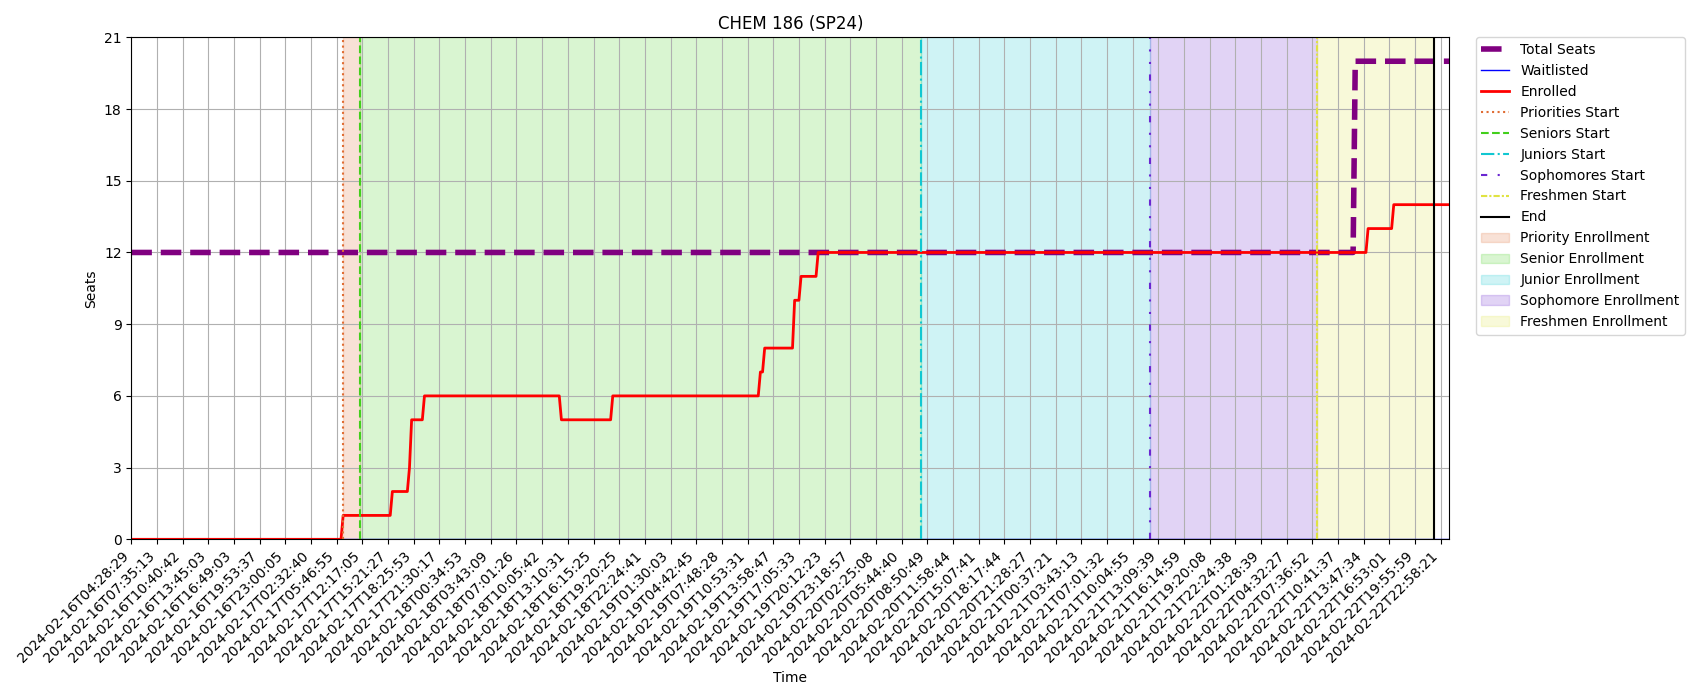 CHEM 186 (SP24)
21
18
15
12
9
6
3
0
Seats
2024-02-16T04:28:29
2024-02-16T07:35:13
2024-02-16T10:40:42
2024-02-16T13:45:03
2024-02-16T16:49:03
2024-02-16T19:53:37
2024-02-16T23:00:05
2024-02-17T02:32:40
2024-02-17T05:46:55
2024-02-17T12:17:05
2024-02-17T15:21:27
2024-02-17T18:25:53
2024-02-17T21:30:17
2024-02-18T00:34:53
2024-02-18T03:43:09
2024-02-18T07:01:26
2024-02-18T10:05:42
2024-02-18T13:10:31
2024-02-18T16:15:25
2024-02-18T19:20:25
2024-02-18T22:24:41
2024-02-19T01:30:03
2024-02-19T04:42:45
2024-02-19T07:48:28
2024-02-19T10:53:31
2024-02-19T13:58:47
2024-02-19T17:05:33
2024-02-19T20:12:23
2024-02-19T23:18:57
2024-02-20T02:25:08
2024-02-20T05:44:40
2024-02-20T08:50:49
2024-02-20T11:58:44
2024-02-20T15:07:41
2024-02-20T18:17:44
2024-02-20T21:28:27
2024-02-21T00:37:21
2024-02-21T03:43:13
2024-02-21T07:01:32
2024-02-21T10:04:55
2024-02-21T13:09:39
2024-02-21T16:14:59
2024-02-21T19:20:08
2024-02-21T22:24:38
2024-02-22T01:28:39
2024-02-22T04:32:27
2024-02-22T07:36:52
2024-02-22T10:41:37
2024-02-22T13:47:34
2024-02-22T16:53:01
2024-02-22T19:55:59
2024-02-22T22:58:21
Time
Total Seats
Waitlisted
Enrolled
Priorities Start
Seniors Start
Juniors Start
Sophomores Start
Freshmen Start
End
Priority Enrollment
Senior Enrollment
Junior Enrollment
Sophomore Enrollment
Freshmen Enrollment